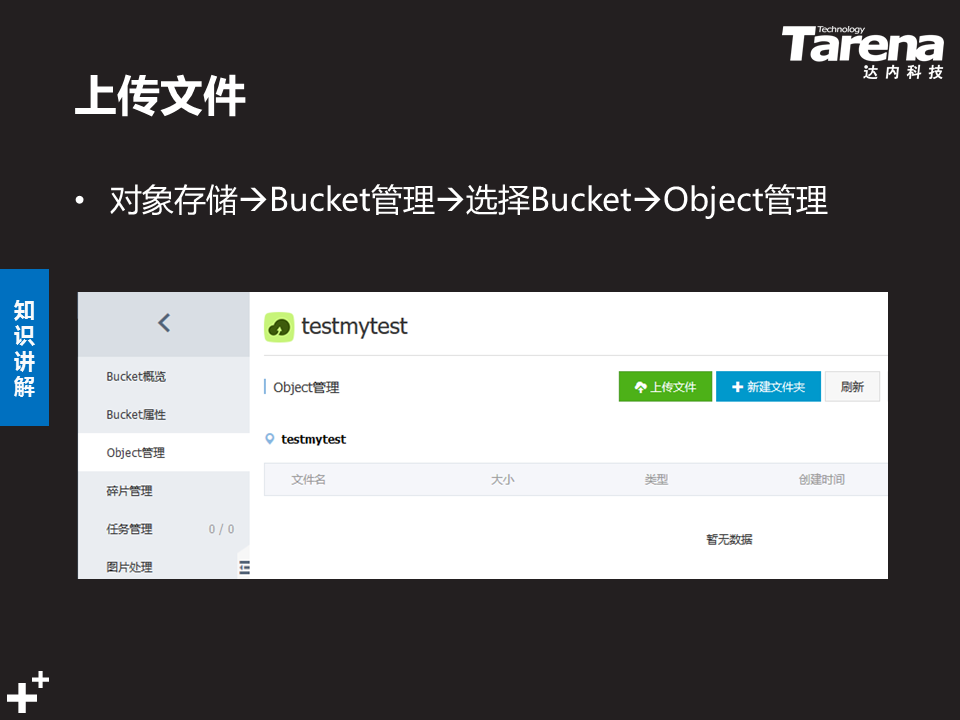 Technology
Tarena
达内科技
上传文件
• 对象存储→Bucket管理→选择Bucket→Object管理
知识讲解
testmytest
Bucket概览
Bucket属性
Object管理
碎片管理
任务管理 0 / 0
图片处理
Object管理 上传文件 新建文件夹 刷新
testmytest
文件名 大小 类型 创建时间
暂无数据